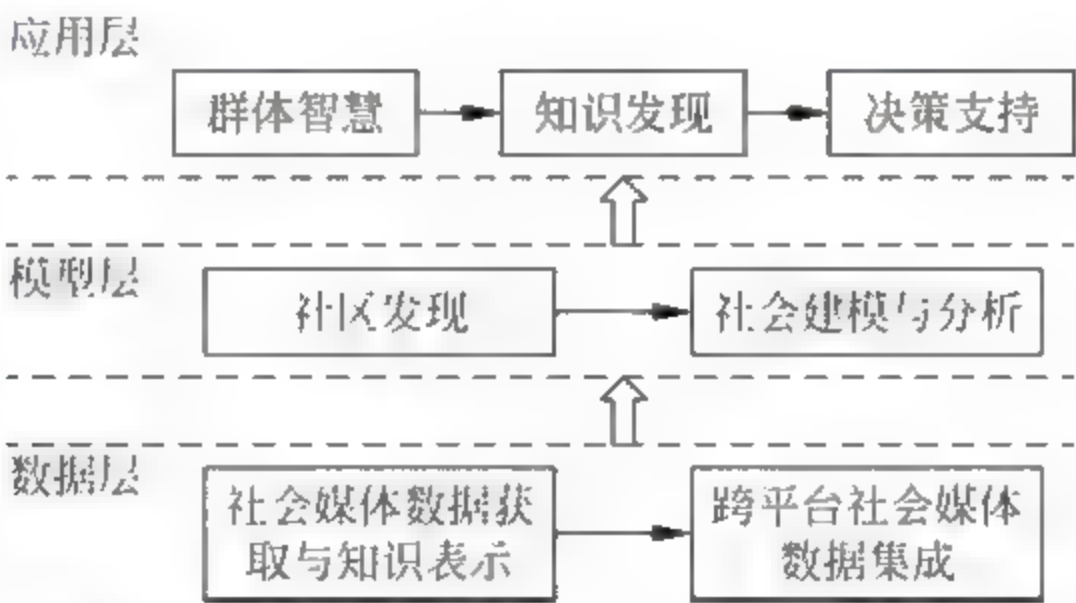 应用层
群体智慧
知识发现
决策支持
模型层
社区发现
社会建模与分析
数据层
社会媒体数据获
取与知识表示
跨平台社会媒体
数据集成